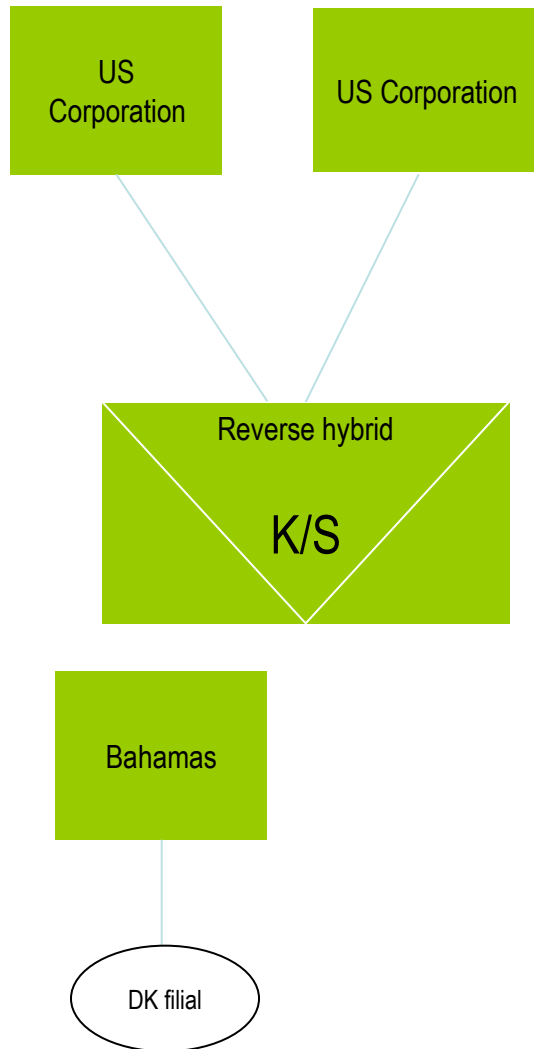 US
Corporation
US Corporation
Reverse hybrid
K/S
Bahamas
DK filial